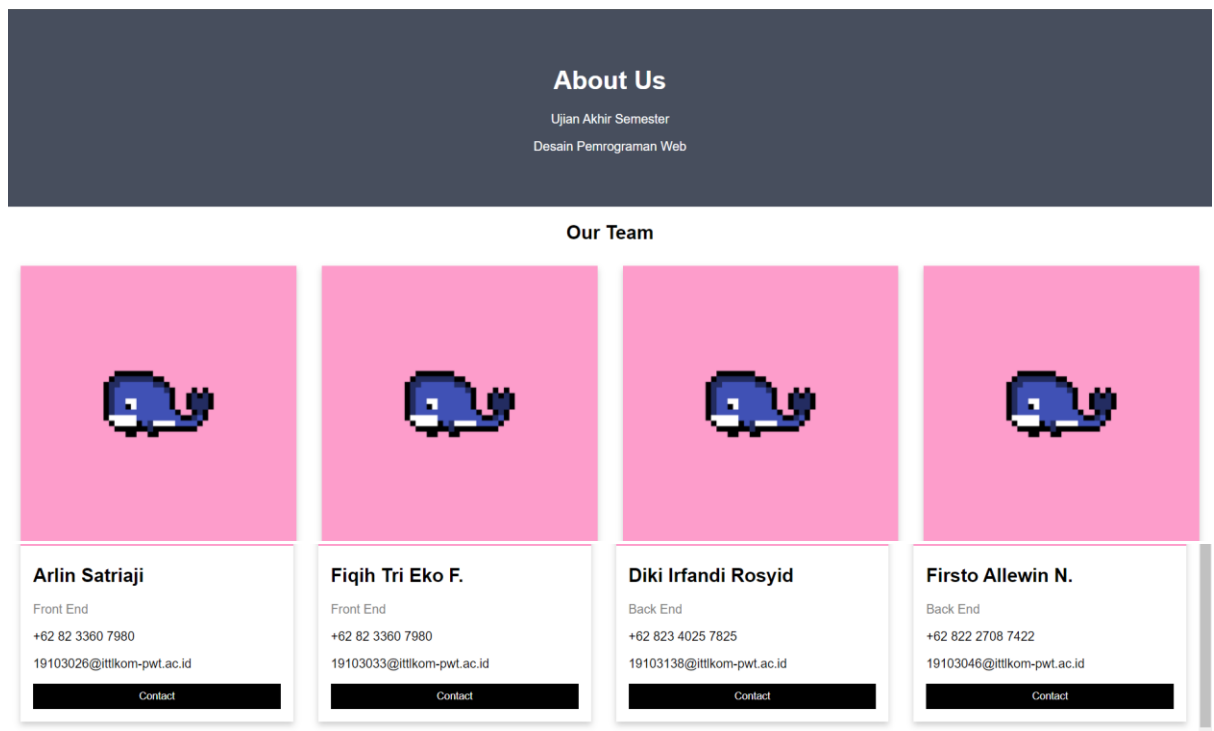 About Us
Ujian Akhir Semester
Desain Pemrograman Web
Our Team
Arlin Satriaji
Front End
+62 82 3360 7980
19103026@ittlkom-pwt.ac.id
Contact
Fiqih Tri Eko F.
Front End
+62 82 3360 7980
19103033@ittlkom-pwt.ac.id
Contact
Diki Irfandi Rosyid
Back End
+62 823 4025 7825
19103138@ittlkom-pwt.ac.id
Contact
Firsto Allewin N.
Back End
+62 822 2708 7422
19103046@ittlkom-pwt.ac.id
Contact